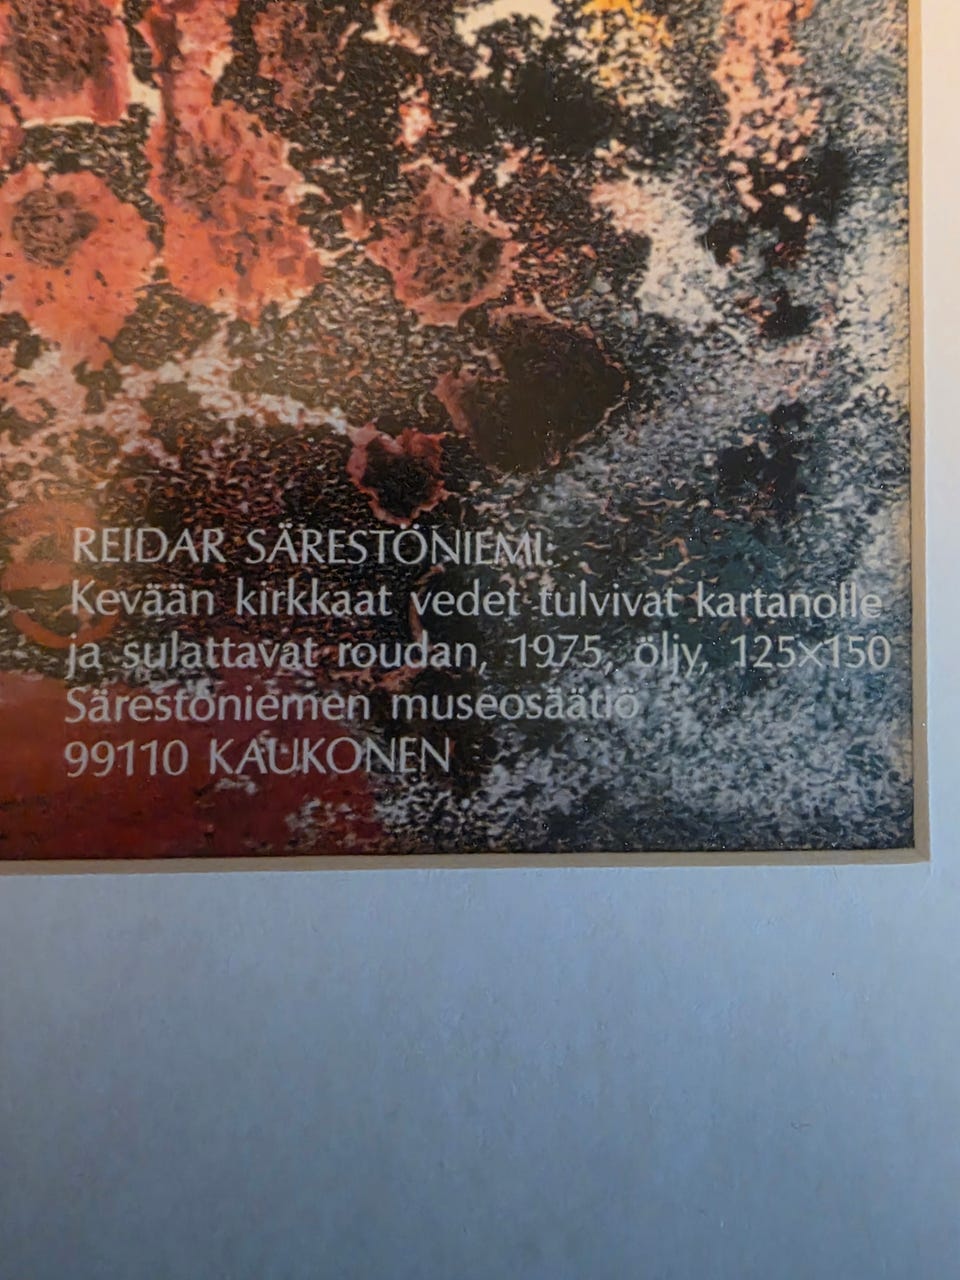 REIDAR SÄRESTÖNIEMI:
Kevään kirkkaat vedet tulvivat kartanolle
ja sulattavat roudan, 1975, öljy, 125×150
Särestöniemen museosäätiö
99110 KAUKONEN